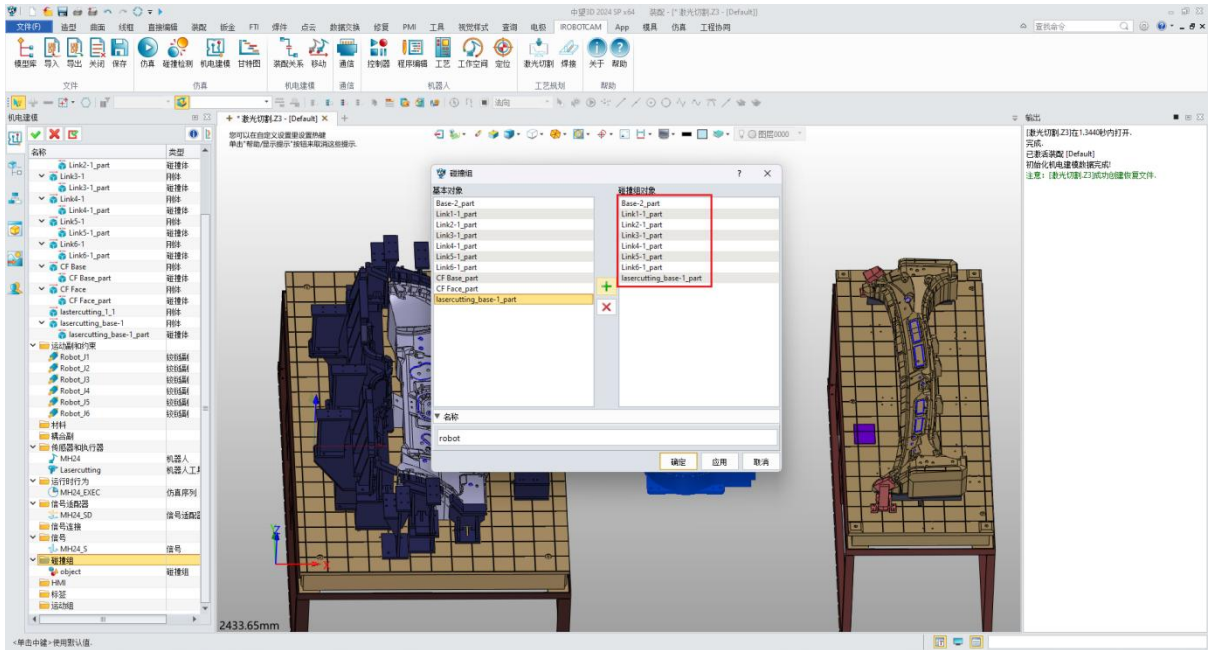 中望3D 2024 SP x64 装配 - [* 激光切割.Z3 - [Default]]
文件(F) 造型 曲面 线框 直接编辑 装配 钣金 FTI 焊件 点云 数据交换 修复 PMI 工具 视觉样式 查询 电极 IROBOTCAM App 模具 仿真 工程协同 查找命令
模型库 导入 导出 关闭 保存 仿真 碰撞检测 机电建模 甘特图 装配关系 移动 通信 控制器 程序编辑 工艺 工作空间 定位 激光切割 焊接 关于 帮助
文件 仿真 机电建模 通信 机器人 工艺规划 帮助
机电建模
+ * 激光切割.Z3 - [Default] × +
输出
您可以在自定义设置里设置热键
单击"帮助/显示提示"按钮来取消这些提示.
图层0000
名称 类型
Link2-1_part 碰撞体
Link3-1 刚体
Link3-1_part 碰撞体
Link4-1 刚体
Link4-1_part 碰撞体
Link5-1 刚体
Link5-1_part 碰撞体
Link6-1 刚体
Link6-1_part 碰撞体
CF Base 刚体
CF Base_part 碰撞体
CF Face 刚体
CF Face_part 碰撞体
lastercutting_1_1 刚体
lasercutting_base-1 刚体
lasercutting_base-1_part 碰撞体
运动副和约束
Robot_J1 铰链副
Robot_J2 铰链副
Robot_J3 铰链副
Robot_J4 铰链副
Robot_J5 铰链副
Robot_J6 铰链副
材料
耦合副
传感器和执行器
MH24 机器人
Lasercutting 机器人工具
运行时行为
MH24_EXEC 仿真序列
信号适配器
MH24_SD 信号适配器
信号连接
信号
MH24_S 信号
碰撞组
object 碰撞组
HMI
标签
运动组
碰撞组 ? ×
基本对象
Base-2_part
Link1-1_part
Link2-1_part
Link3-1_part
Link4-1_part
Link5-1_part
Link6-1_part
CF Base_part
CF Face_part
lasercutting_base-1_part
碰撞组对象
Base-2_part
Link1-1_part
Link2-1_part
Link3-1_part
Link4-1_part
Link5-1_part
Link6-1_part
lasercutting_base-1_part
▼ 名称
robot
确定 应用 取消
Z
X
2433.65mm
[激光切割.Z3]在1.3440秒内打开.
完成.
已激活装配 [Default]
初始化机电建模数据完成!
注意: [激光切割.Z3]成功创建恢复文件.
<单击中键>使用默认值.